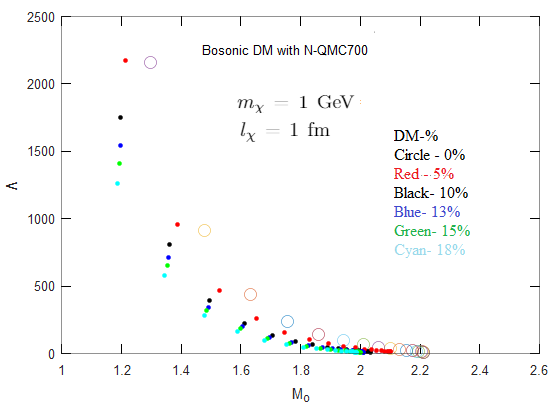 2500
2000
1500
1000
500
0
Λ
Bosonic DM with N-QMC700
m_χ = 1 GeV
l_χ = 1 fm
DM-%
Circle - 0%
Red - 5%
Black- 10%
Blue- 13%
Green- 15%
Cyan- 18%
1 1.2 1.4 1.6 1.8 2 2.2 2.4 2.6
M₀